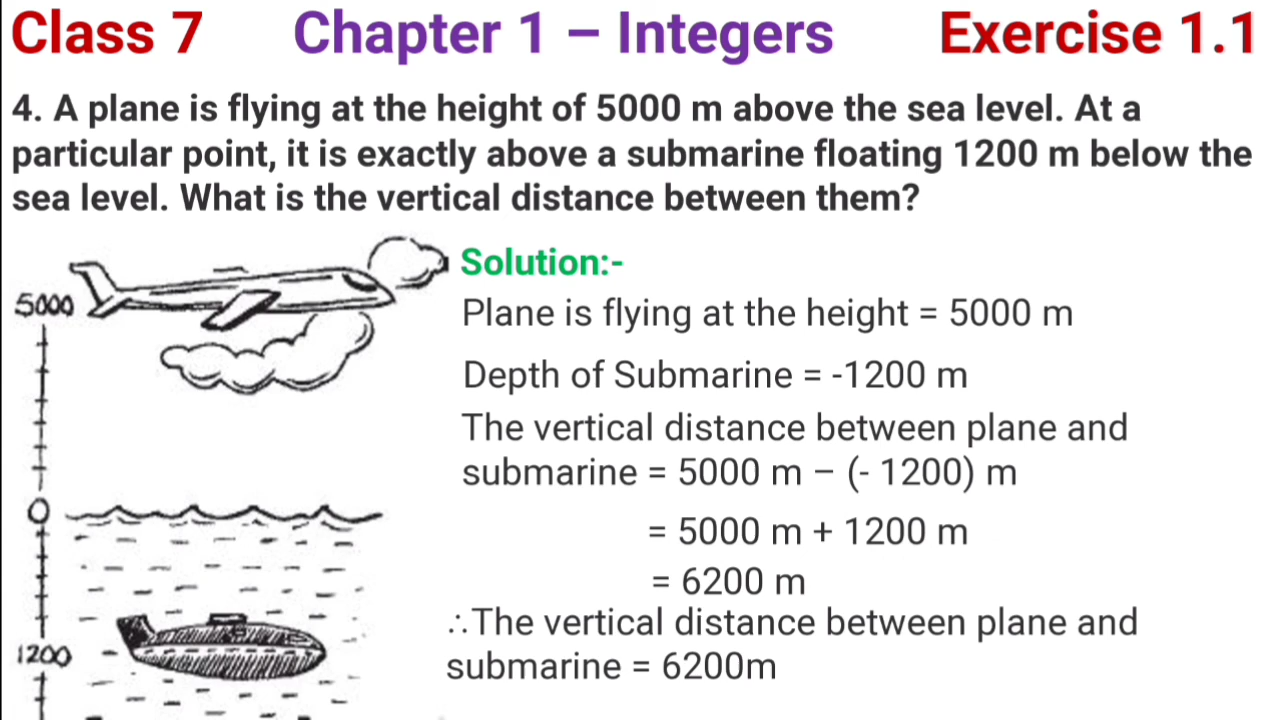 Class 7 Chapter 1 – Integers Exercise 1.1
4. A plane is flying at the height of 5000 m above the sea level. At a
particular point, it is exactly above a submarine floating 1200 m below the
sea level. What is the vertical distance between them?
Solution:-
5000
Plane is flying at the height = 5000 m
Depth of Submarine = -1200 m
The vertical distance between plane and
submarine = 5000 m – (- 1200) m
0
= 5000 m + 1200 m
= 6200 m
∴The vertical distance between plane and
1200
submarine = 6200m